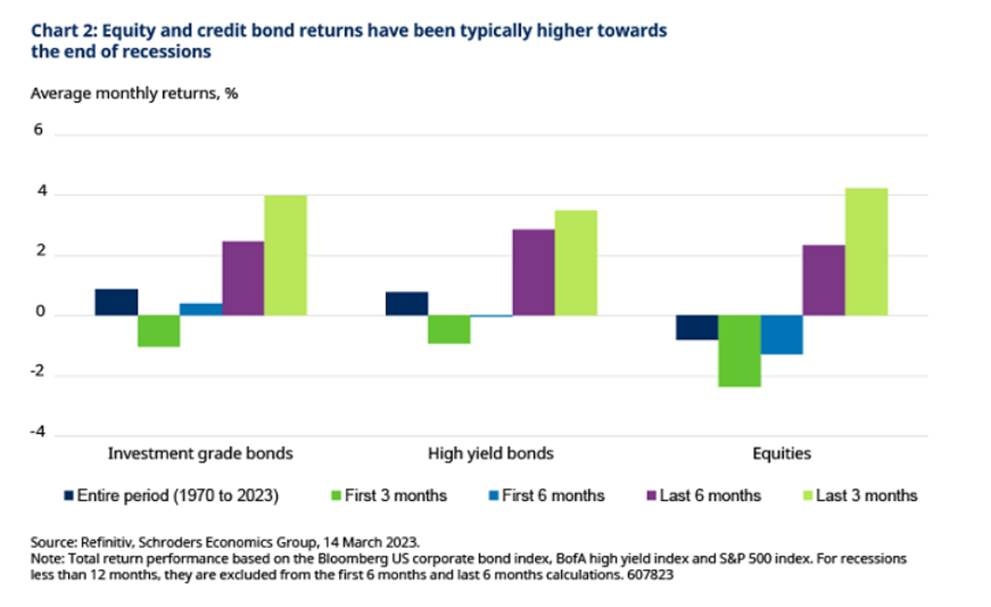 Chart 2: Equity and credit bond returns have been typically higher towards
the end of recessions
Average monthly returns, %
6
4
2
0
-2
-4
Investment grade bonds High yield bonds Equities
Entire period (1970 to 2023) First 3 months First 6 months Last 6 months Last 3 months
Source: Refinitiv, Schroders Economics Group, 14 March 2023.
Note: Total return performance based on the Bloomberg US corporate bond index, BofA high yield index and S&P 500 index. For recessions
less than 12 months, they are excluded from the first 6 months and last 6 months calculations. 607823